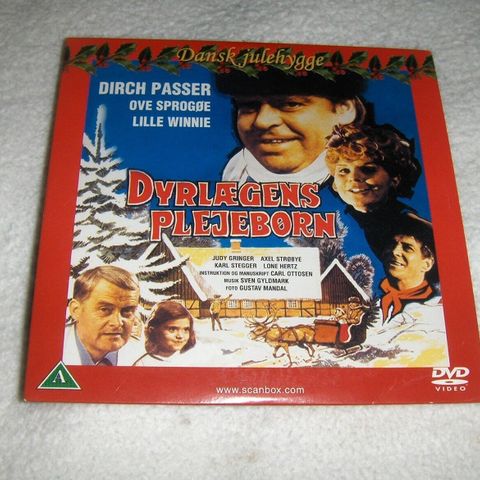 Dansk julehygge
DIRCH PASSER
OVE SPROGØE
LILLE WINNIE
DYRLÆGENS
PLEJEBØRN
JUDY GRINGER AXEL STRØBYE
KARL STEGGER LONE HERTZ
INSTRUKTION OG MANUSKRIPT: CARL OTTOSEN
MUSIK SVEN GYLDMARK
FOTO GUSTAV MANDAL
A
www.scanbox.com
DVD
VIDEO